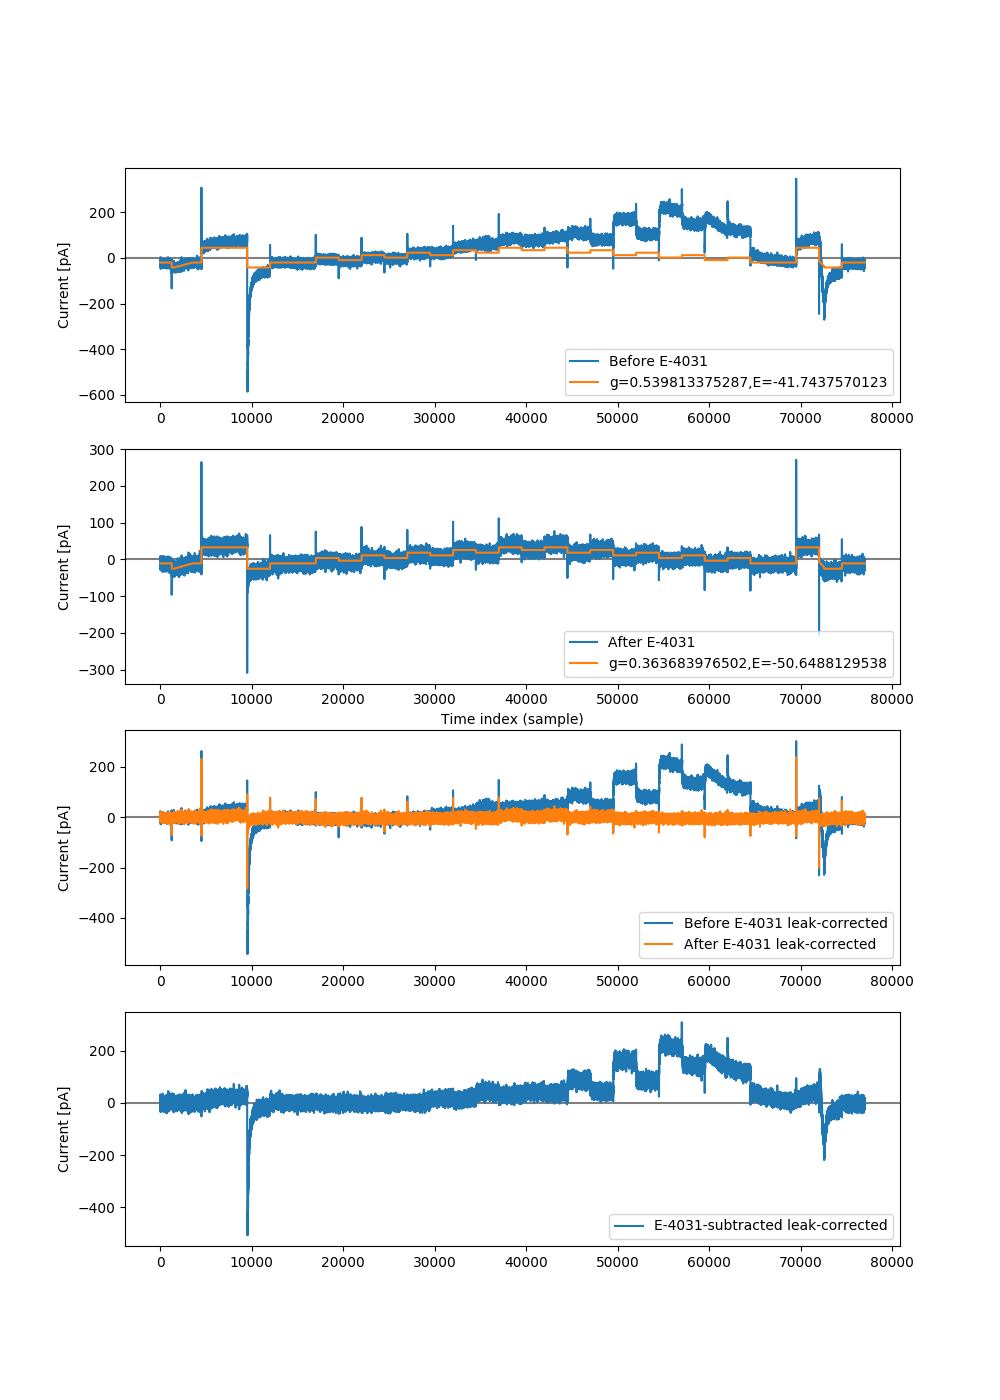 200
0
−200
−400
−600
Current [pA]
Before E-4031
g=0.539813375287,E=-41.7437570123
0 10000 20000 30000 40000 50000 60000 70000 80000
300
200
100
0
−100
−200
−300
Current [pA]
After E-4031
g=0.363683976502,E=-50.6488129538
0 10000 20000 30000 40000 50000 60000 70000 80000
Time index (sample)
200
0
−200
−400
Current [pA]
Before E-4031 leak-corrected
After E-4031 leak-corrected
0 10000 20000 30000 40000 50000 60000 70000 80000
200
0
−200
−400
Current [pA]
E-4031-subtracted leak-corrected
0 10000 20000 30000 40000 50000 60000 70000 80000